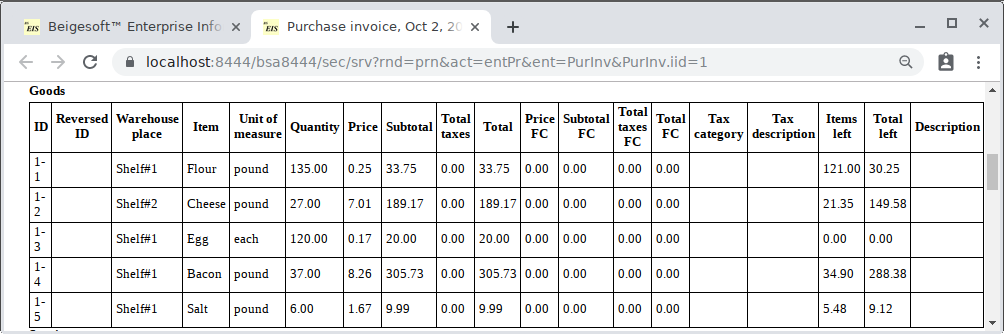 EIS Beigesoft™ Enterprise Info
EIS Purchase invoice, Oct 2, 20
localhost:8444/bsa8444/sec/srv?rnd=prn&act=entPr&ent=PurInv&PurInv.iid=1
Goods
ID Reversed ID Warehouse place Item Unit of measure Quantity Price Subtotal Total taxes Total Price FC Subtotal FC Total taxes FC Total FC Tax category Tax description Items left Total left Description
1-1 Shelf#1 Flour pound 135.00 0.25 33.75 0.00 33.75 0.00 0.00 0.00 0.00 121.00 30.25
1-2 Shelf#2 Cheese pound 27.00 7.01 189.17 0.00 189.17 0.00 0.00 0.00 0.00 21.35 149.58
1-3 Shelf#1 Egg each 120.00 0.17 20.00 0.00 20.00 0.00 0.00 0.00 0.00 0.00 0.00
1-4 Shelf#1 Bacon pound 37.00 8.26 305.73 0.00 305.73 0.00 0.00 0.00 0.00 34.90 288.38
1-5 Shelf#1 Salt pound 6.00 1.67 9.99 0.00 9.99 0.00 0.00 0.00 0.00 5.48 9.12